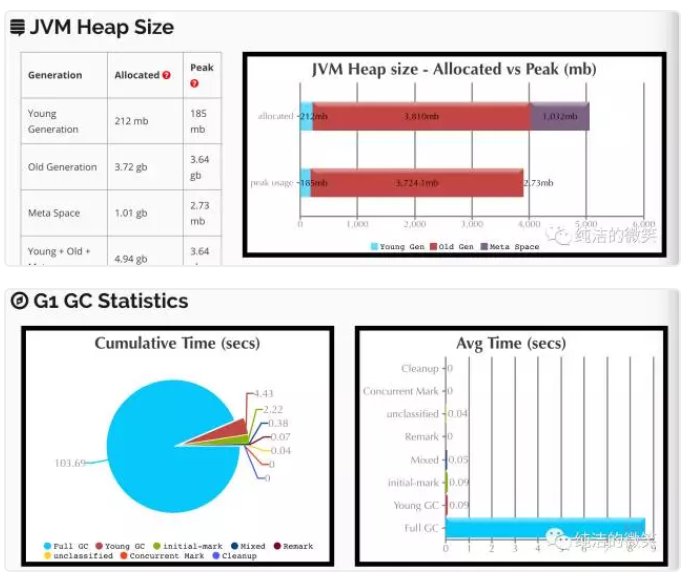 JVM Heap Size
Generation Allocated Peak
Young Generation 212 mb 185 mb
Old Generation 3.72 gb 3.64 gb
Meta Space 1.01 gb 2.73 mb
Young + Old + 4.94 gb 3.64
JVM Heap size - Allocated vs Peak (mb)
allocated 212mb 3,810mb 1,032mb
peak usage 185mb 3,724.1mb 2.73mb
0 1,000 2,000 3,000 4,000 5,000 6,000
Young Gen Old Gen Meta Space
纯洁的微笑
G1 GC Statistics
Cumulative Time (secs)
4.43
2.22
0.38
0.07
0.04
0
0
103.69
Full GC Young GC initial-mark Mixed Remark
unclassified Concurrent Mark Cleanup
Avg Time (secs)
Cleanup 0
Concurrent Mark 0
unclassified 0.04
Remark 0
Mixed 0.05
initial-mark 0.09
Young GC 0.09
Full GC
0 1 2 3 4 5 6 7 8 9
纯洁的微笑